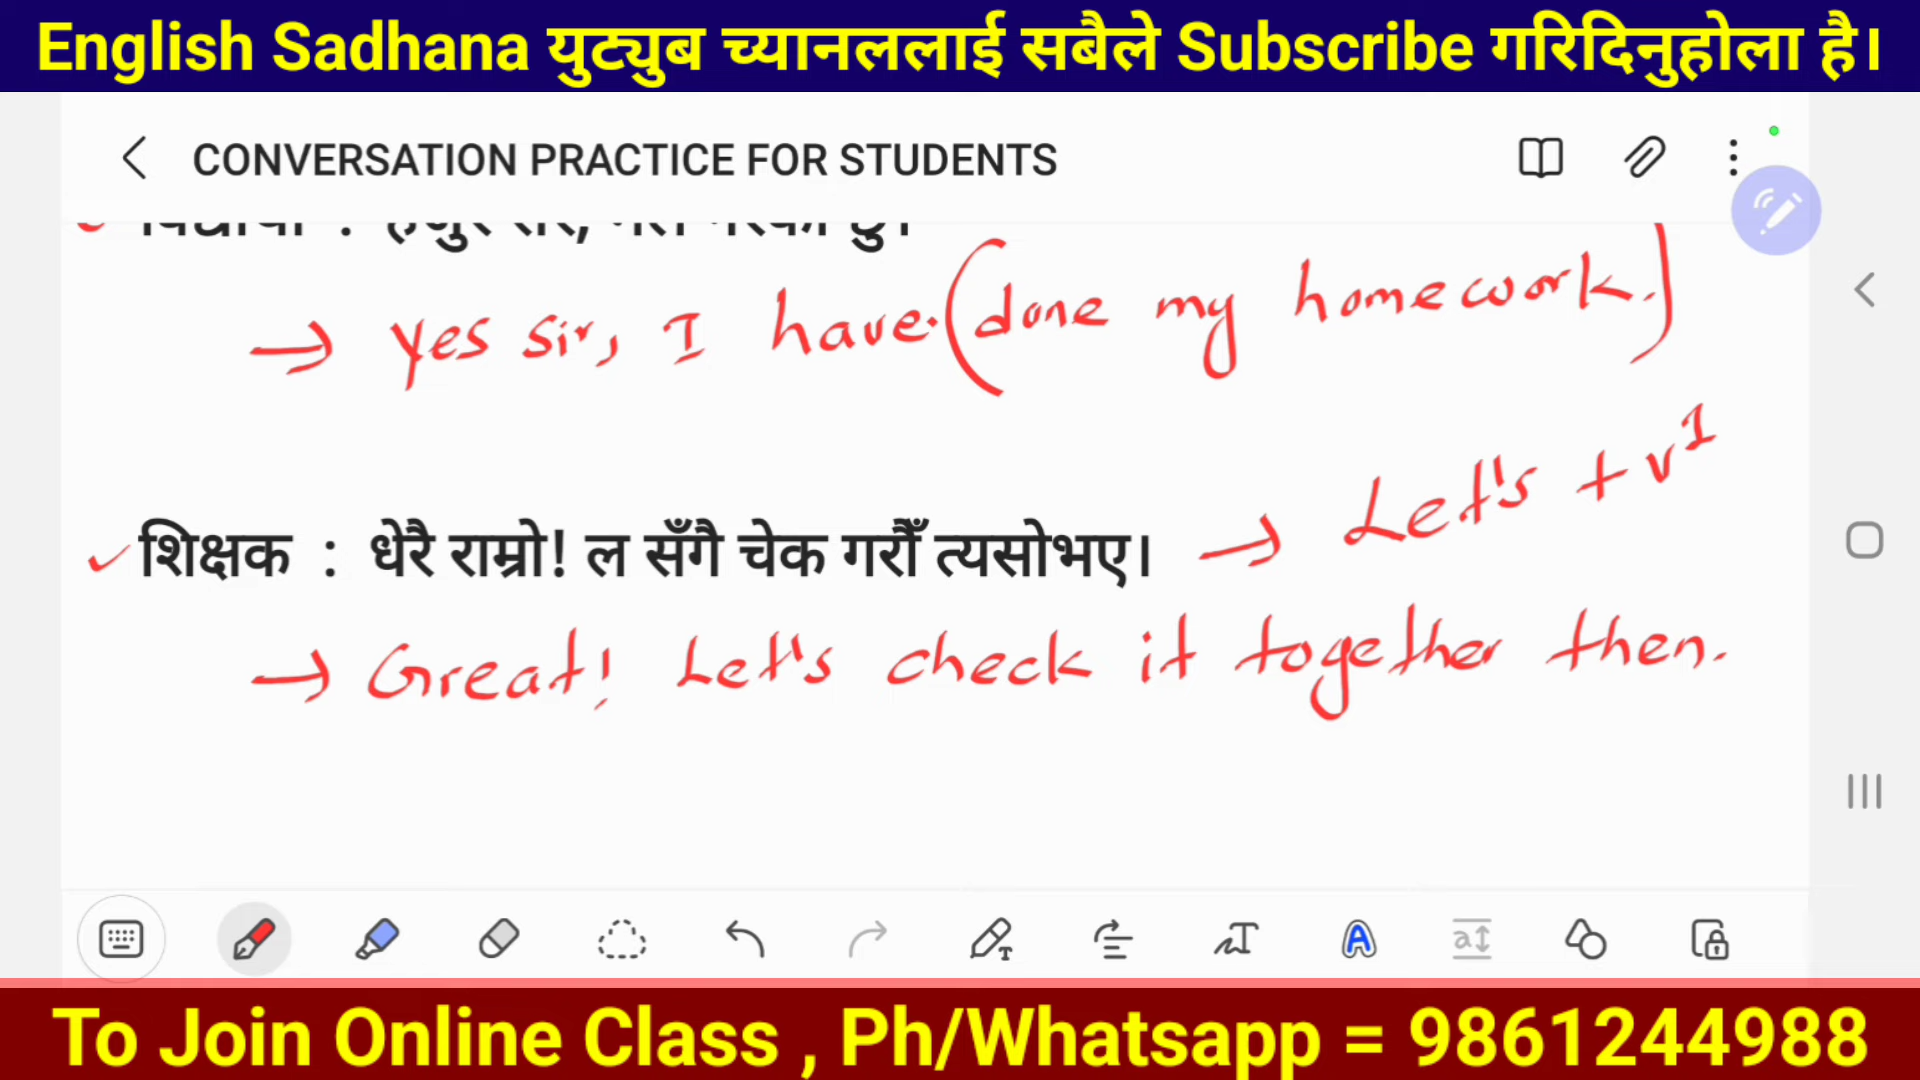 English Sadhana युट्युब च्यानललाई सबैले Subscribe गरिदिनुहोला है।
CONVERSATION PRACTICE FOR STUDENTS
→ yes sir, I have. (done my homework.)
→ Let's + v¹
शिक्षक : धेरै राम्रो! ल सँगै चेक गरौँ त्यसोभए।
→ Great! Let's check it together then.
To Join Online Class , Ph/Whatsapp = 9861244988